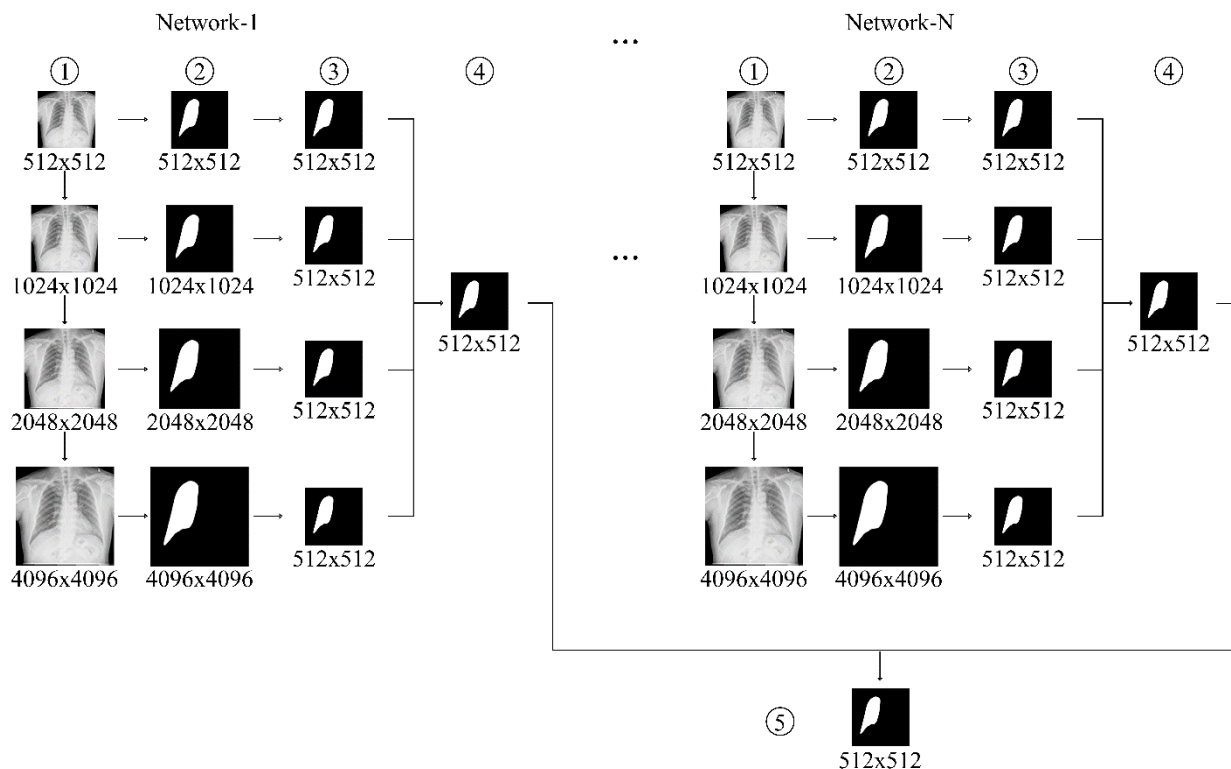 Network-1 ... Network-N
① ② ③ ④ ① ② ③ ④
512x512 512x512 512x512 512x512 512x512 512x512
1024x1024 1024x1024 512x512 ... 1024x1024 1024x1024 512x512
512x512 512x512
2048x2048 2048x2048 512x512 2048x2048 2048x2048 512x512
4096x4096 4096x4096 512x512 4096x4096 4096x4096 512x512
⑤
512x512